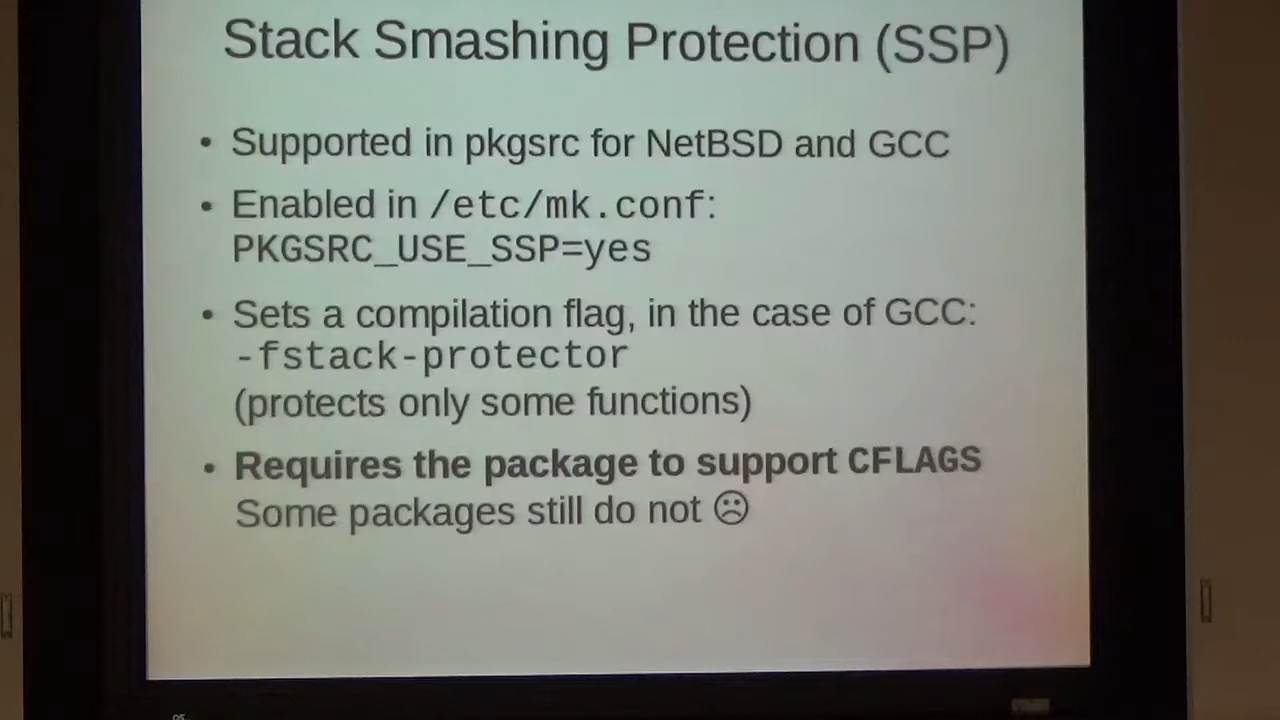 Stack Smashing Protection (SSP)
• Supported in pkgsrc for NetBSD and GCC
• Enabled in /etc/mk.conf:
PKGSRC_USE_SSP=yes
• Sets a compilation flag, in the case of GCC:
-fstack-protector
(protects only some functions)
• Requires the package to support CFLAGS
Some packages still do not ☹